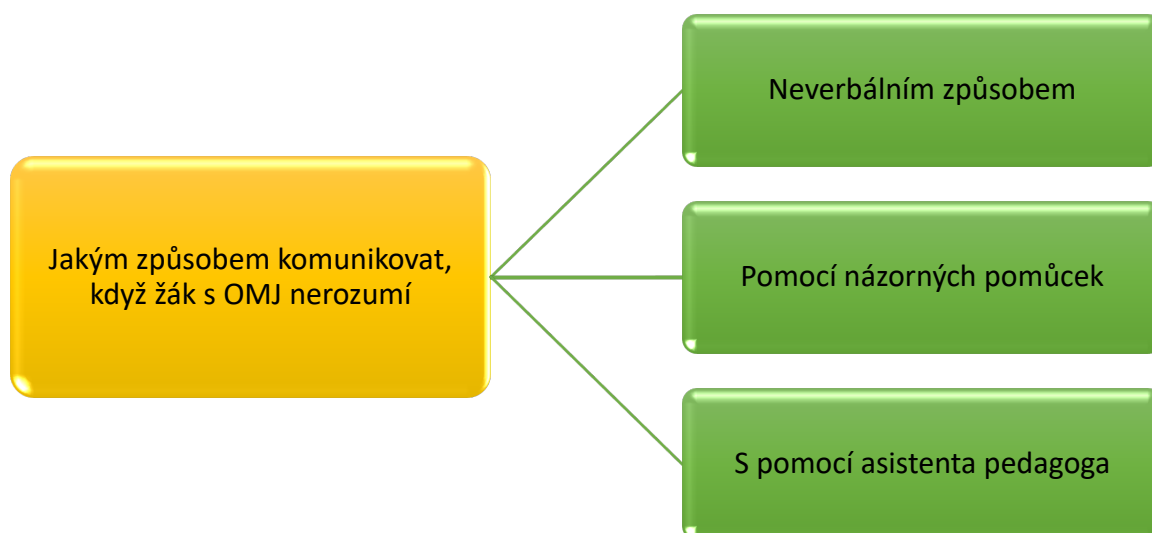 Neverbálním způsobem
Jakým způsobem komunikovat,
když žák s OMJ nerozumí
Pomocí názorných pomůcek
S pomocí asistenta pedagoga